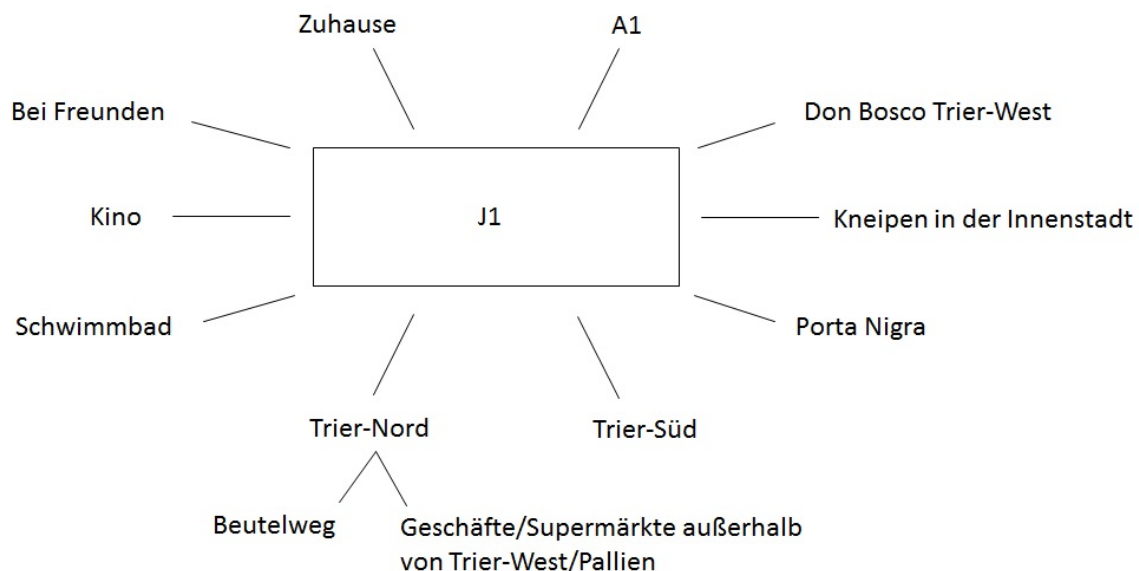 Zuhause
A1
Bei Freunden
Don Bosco Trier-West
Kino
J1
Kneipen in der Innenstadt
Schwimmbad
Porta Nigra
Trier-Nord
Trier-Süd
Beutelweg
Geschäfte/Supermärkte außerhalb
von Trier-West/Pallien